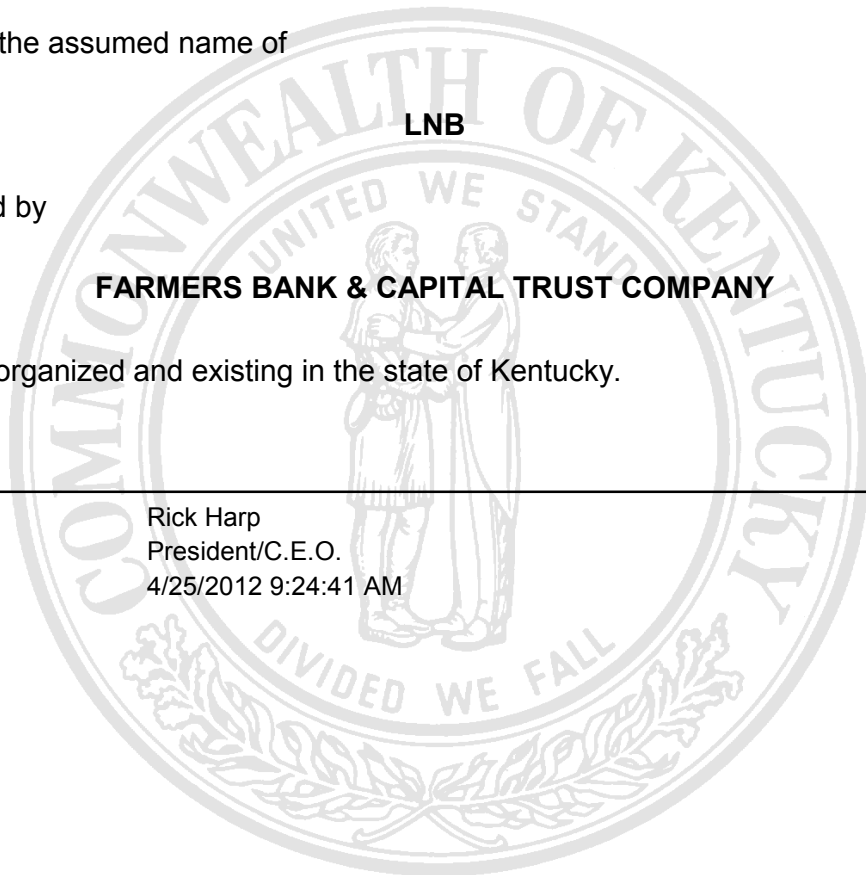 the assumed name of
LNB
d by
FARMERS BANK & CAPITAL TRUST COMPANY
organized and existing in the state of Kentucky.
Rick Harp
President/C.E.O.
4/25/2012 9:24:41 AM
COMMONWEALTH OF KENTUCKY
UNITED WE STAND
DIVIDED WE FALL